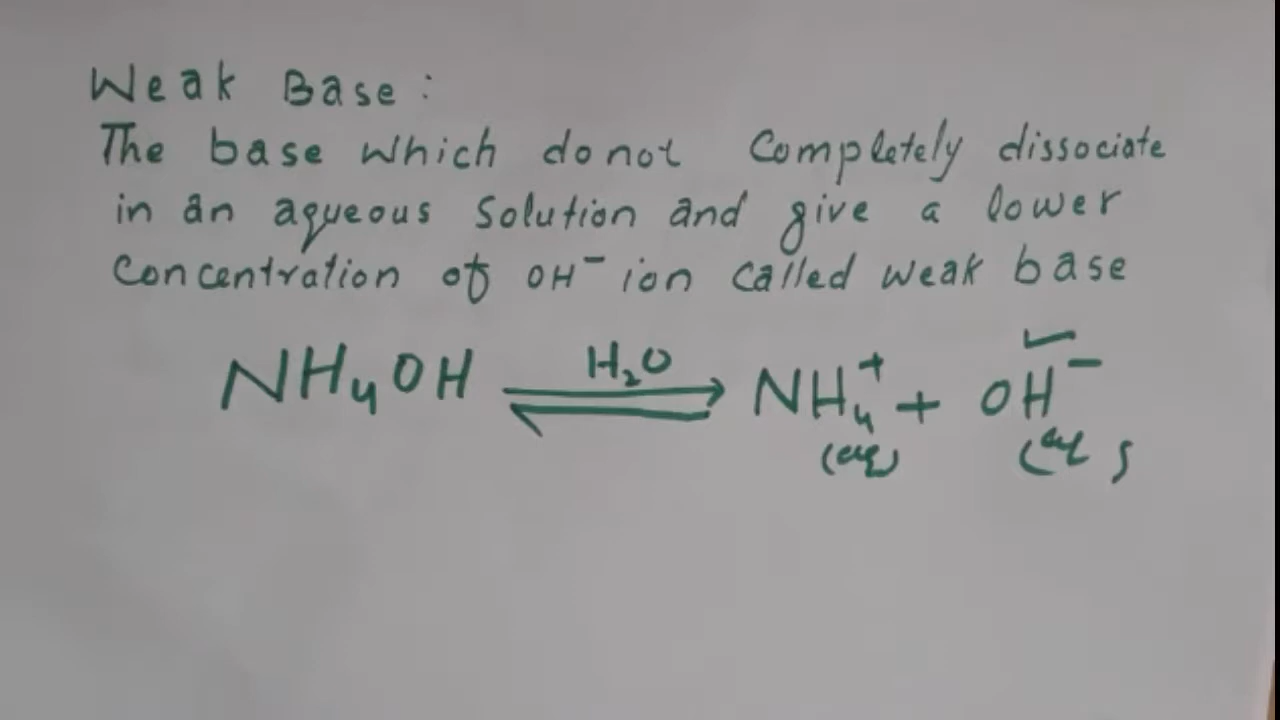 Weak Base:
The base which donot completely dissociate
in an aqueous solution and give a lower
concentration of OH⁻ ion called weak base
NH₄OH ⇌ H₂O NH₄⁺ + OH⁻
(aq) (aq)